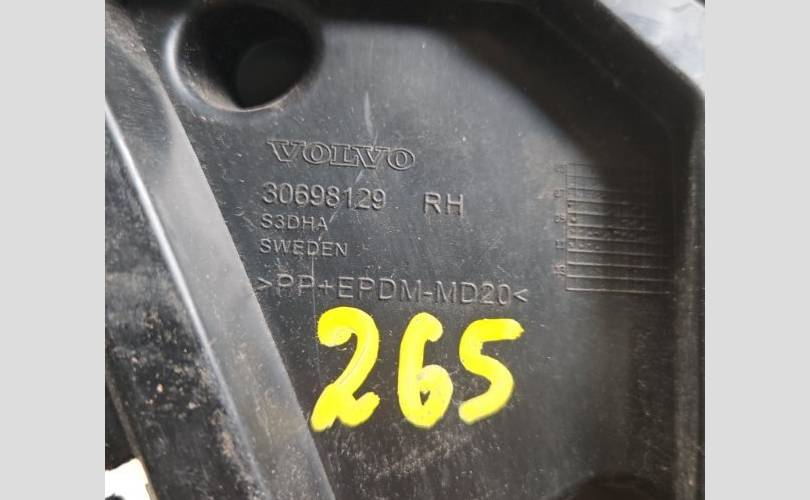 VOLVO
30698129 RH
S3DHA
SWEDEN
>PP+EPDM-MD20<
265